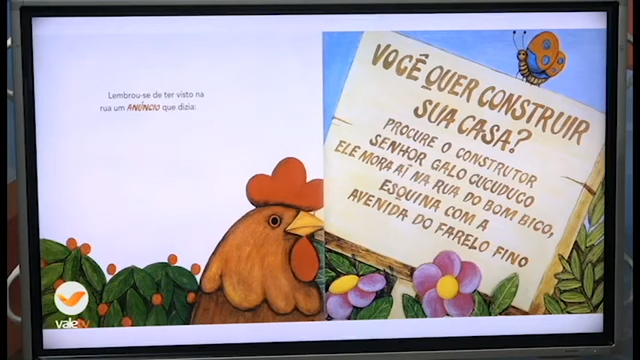 Lembrou-se de ter visto na
rua um ANÚNCIO que dizia:
VOCÊ QUER CONSTRUIR
SUA CASA?
PROCURE O CONSTRUTOR
SENHOR GALO CUCUDUCO
ELE MORA AÍ NA RUA DO BOM BICO,
ESQUINA COM A
AVENIDA DO FARELO FINO
valetv